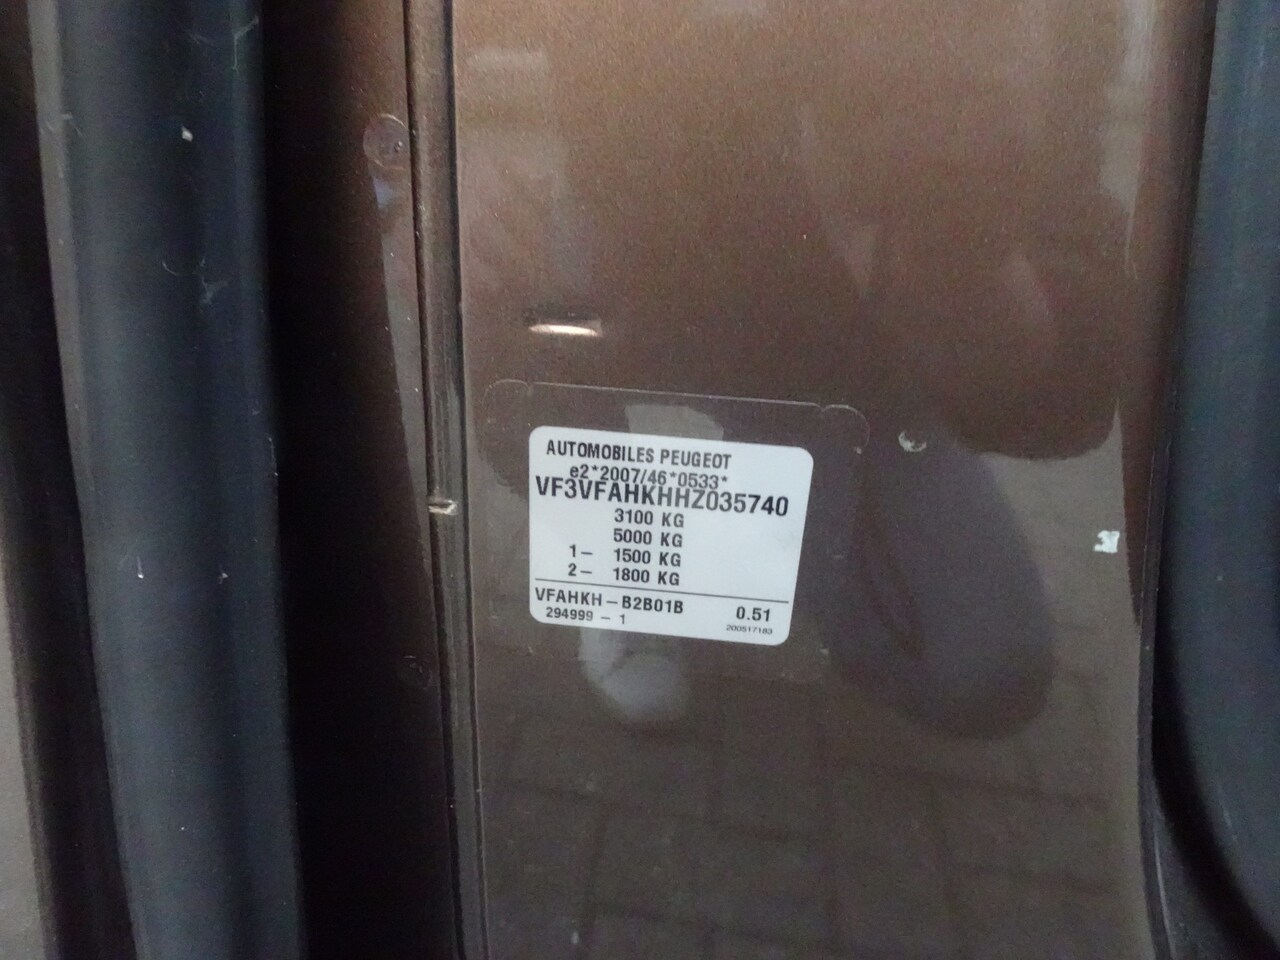 AUTOMOBILES PEUGEOT
e2*2007/46*0533*
VF3VFAHKHHZ035740
3100 KG
5000 KG
1- 1500 KG
2- 1800 KG
VFAHKH-B2B01B 0.51
294999 - 1 200517183